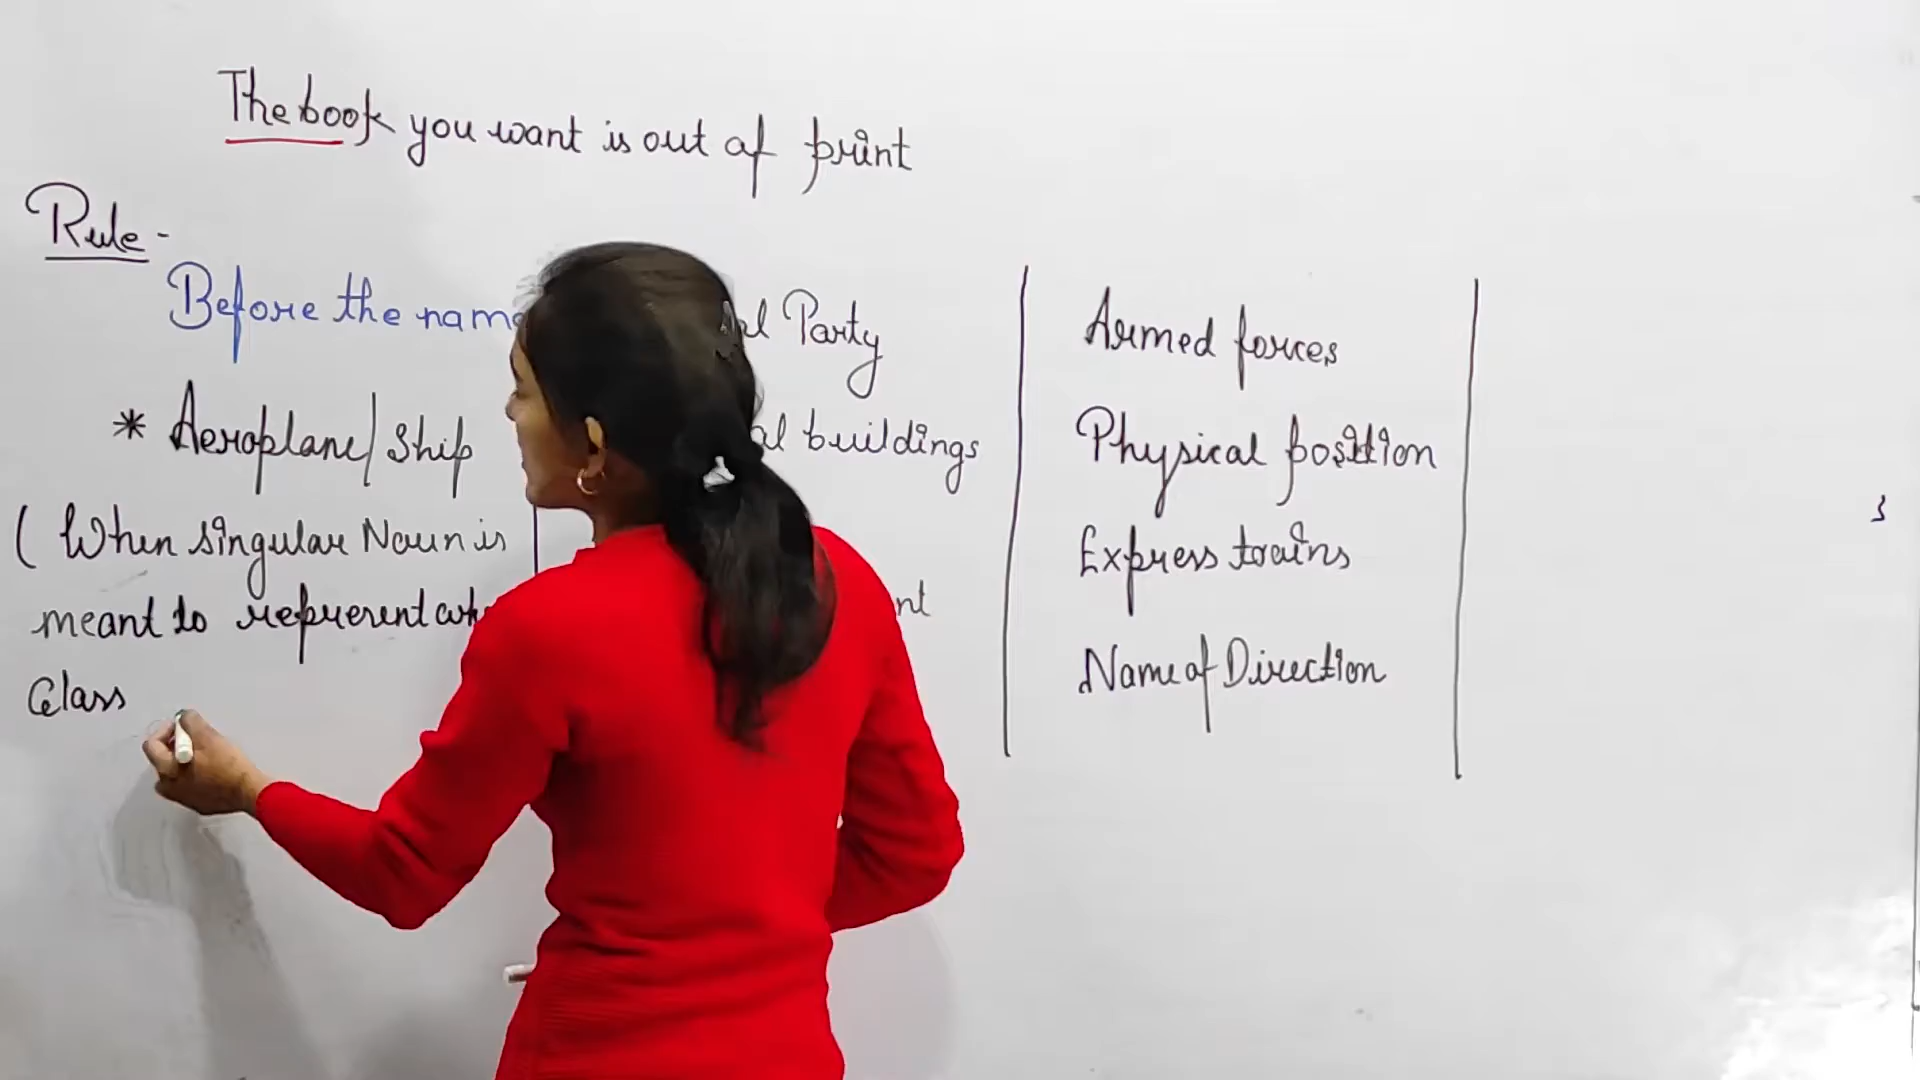 The book you want is out of print
Rule -
Before the name
* Aeroplane/Ship
( When singular Noun is
meant to represent
Class
Party
buildings
Armed forces
Physical position
Express trains
Name of Direction